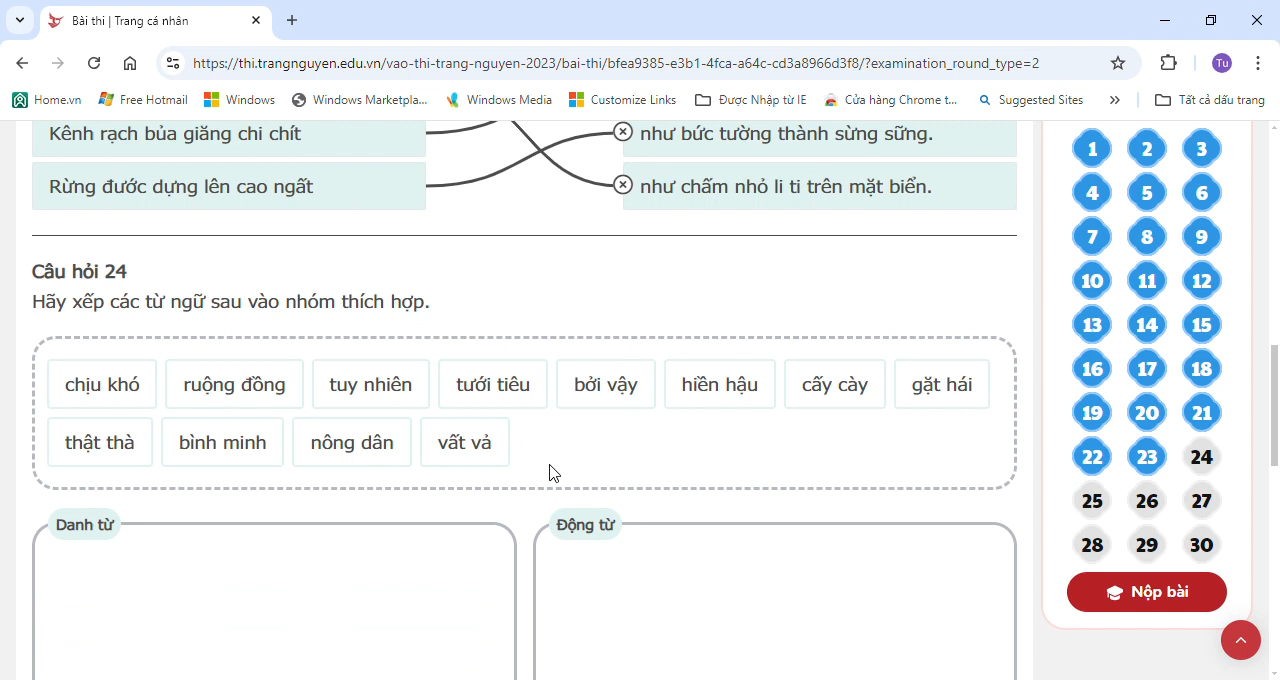 Bài thi | Trang cá nhân
https://thi.trangnguyen.edu.vn/vao-thi-trang-nguyen-2023/bai-thi/bfea9385-e3b1-4fca-a64c-cd3a8966d3f8/?examination_round_type=2
Tu
Home.vn Free Hotmail Windows Windows Marketpla... Windows Media Customize Links Được Nhập từ IE Cửa hàng Chrome t... Suggested Sites » Tất cả dấu trang
Kênh rạch bủa giăng chi chít như bức tường thành sừng sững.
Rừng đước dựng lên cao ngất như chấm nhỏ li ti trên mặt biển.
Câu hỏi 24
Hãy xếp các từ ngữ sau vào nhóm thích hợp.
chịu khó ruộng đồng tuy nhiên tưới tiêu bởi vậy hiền hậu cấy cày gặt hái
thật thà bình minh nông dân vất vả
Danh từ Động từ
1 2 3
4 5 6
7 8 9
10 11 12
13 14 15
16 17 18
19 20 21
22 23 24
25 26 27
28 29 30
Nộp bài